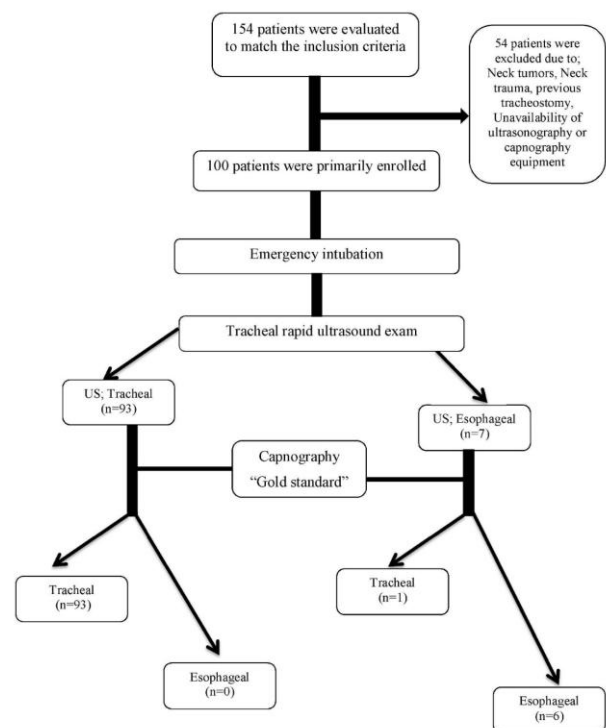 154 patients were evaluated
to match the inclusion criteria
54 patients were
excluded due to;
Neck tumors, Neck
trauma, previous
tracheostomy,
Unavailability of
ultrasonography or
capnography
equipment
100 patients were primarily enrolled
Emergency intubation
Tracheal rapid ultrasound exam
US; Tracheal
(n=93)
US; Esophageal
(n=7)
Capnography
“Gold standard”
Tracheal
(n=93)
Tracheal
(n=1)
Esophageal
(n=0)
Esophageal
(n=6)